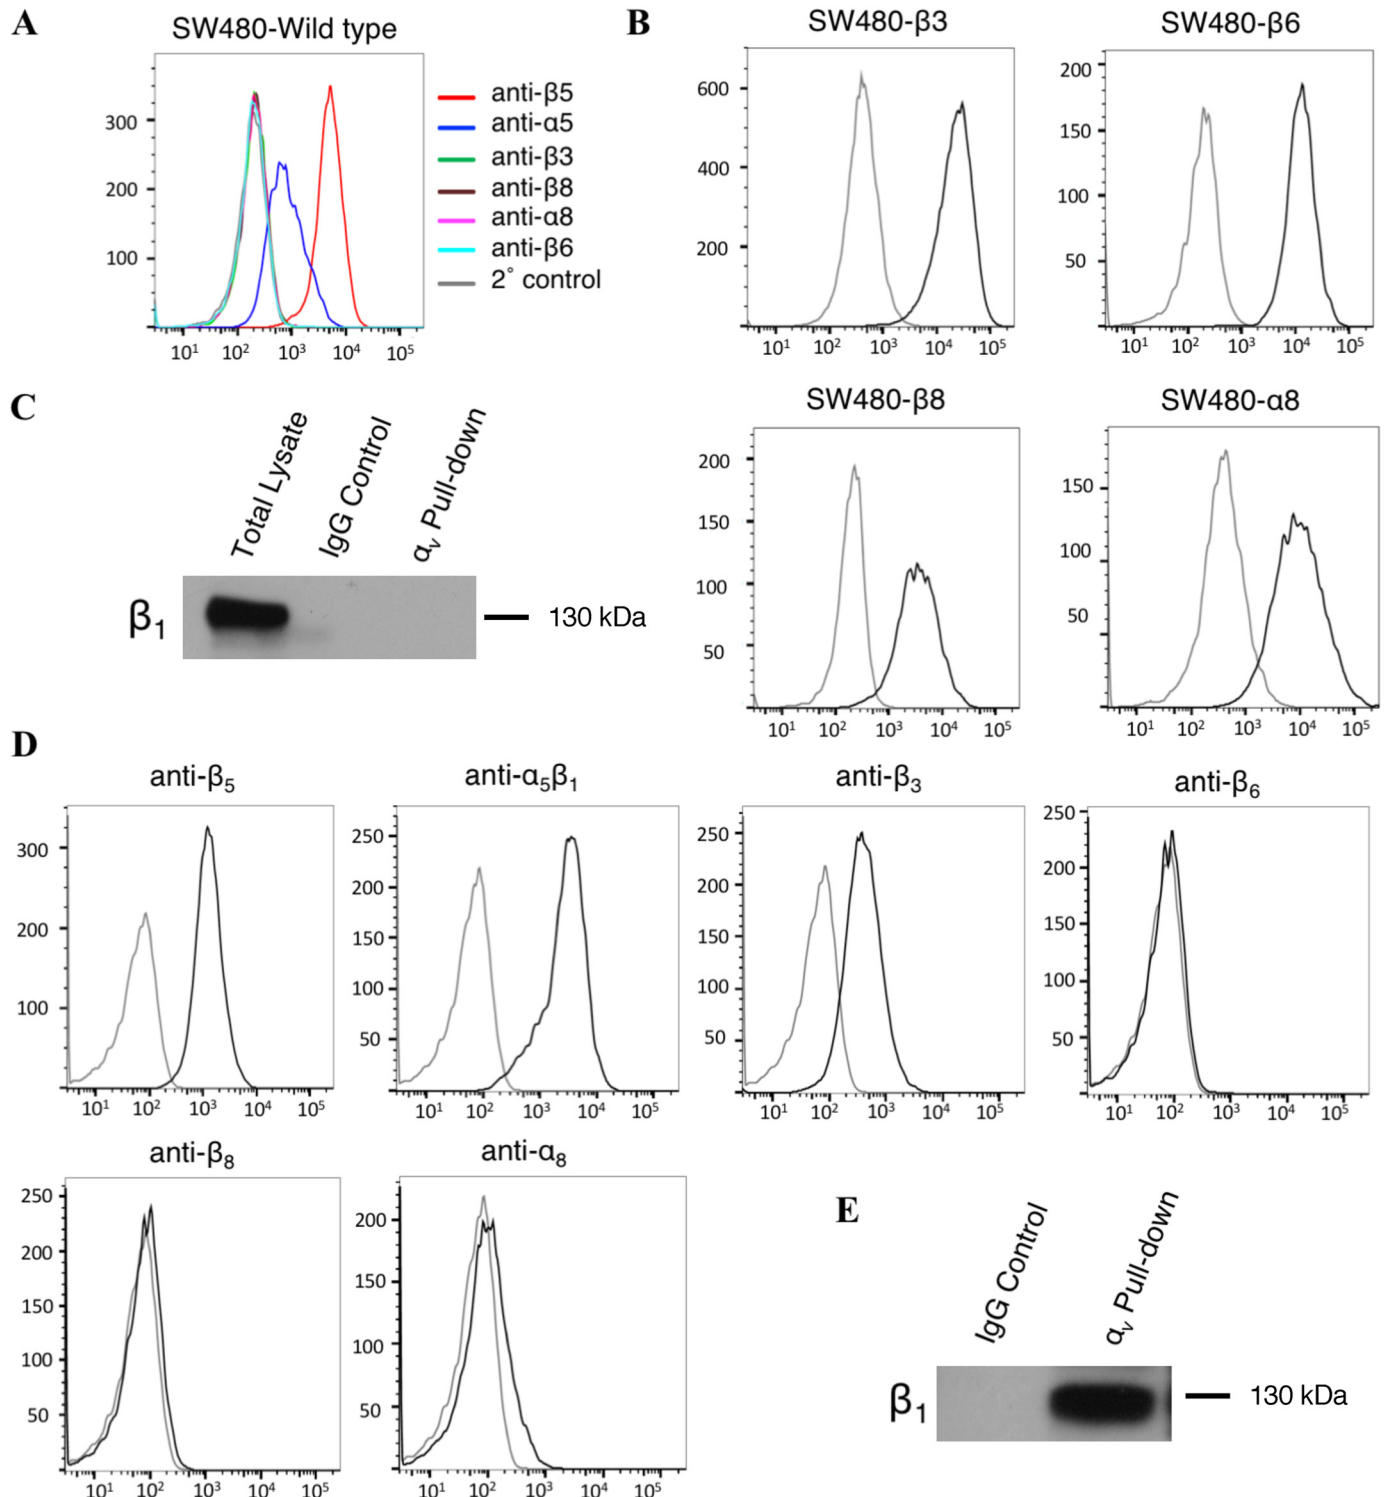 A
SW480-Wild type
300
200
100
10¹ 10² 10³ 10⁴ 10⁵
anti-β5
anti-α5
anti-β3
anti-β8
anti-α8
anti-β6
2° control
B
SW480-β3
600
400
200
10¹ 10² 10³ 10⁴ 10⁵
SW480-β6
200
150
100
50
10¹ 10² 10³ 10⁴ 10⁵
SW480-β8
200
150
100
50
10¹ 10² 10³ 10⁴ 10⁵
SW480-α8
150
100
50
10¹ 10² 10³ 10⁴ 10⁵
C
Total Lysate
IgG Control
αᵥ Pull-down
β₁
130 kDa
D
anti-β₅
300
200
100
10¹ 10² 10³ 10⁴ 10⁵
anti-α₅β₁
250
200
150
100
50
10¹ 10² 10³ 10⁴ 10⁵
anti-β₃
250
200
150
100
50
10¹ 10² 10³ 10⁴ 10⁵
anti-β₆
250
200
150
100
50
10¹ 10² 10³ 10⁴ 10⁵
anti-β₈
250
200
150
100
50
10¹ 10² 10³ 10⁴ 10⁵
anti-α₈
200
150
100
50
10¹ 10² 10³ 10⁴ 10⁵
E
IgG Control
αᵥ Pull-down
β₁
130 kDa